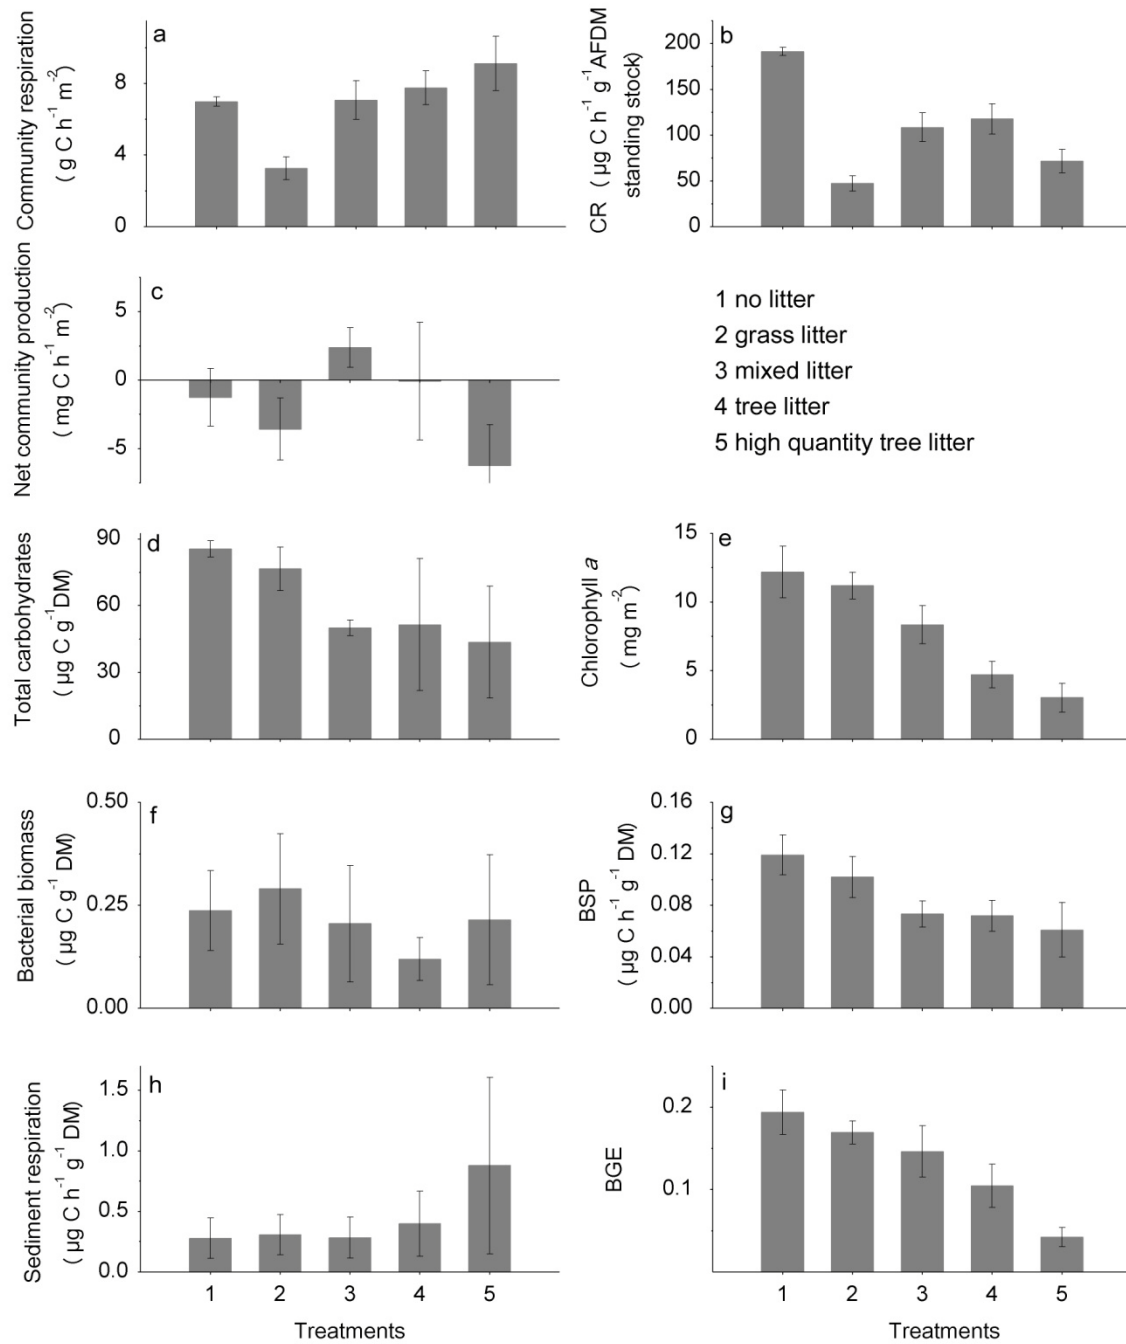 a
Community respiration
( g C h⁻¹ m⁻²)
8
4
0
b
CR ( µg C h⁻¹ g⁻¹AFDM
standing stock)
200
150
100
50
0
c
Net community production
( mg C h⁻¹ m⁻²)
5
0
-5
1 no litter
2 grass litter
3 mixed litter
4 tree litter
5 high quantity tree litter
d
Total carbohydrates
( µg C g⁻¹DM)
90
60
30
0
e
Chlorophyll a
( mg m⁻²)
15
10
5
0
f
Bacterial biomass
( µg C g⁻¹ DM)
0.50
0.25
0.00
g
BSP
( µg C h⁻¹ g⁻¹ DM)
0.16
0.12
0.08
0.04
0.00
h
Sediment respiration
( µg C h⁻¹ g⁻¹ DM)
1.5
1.0
0.5
0.0
1 2 3 4 5
Treatments
i
BGE
0.2
0.1
1 2 3 4 5
Treatments